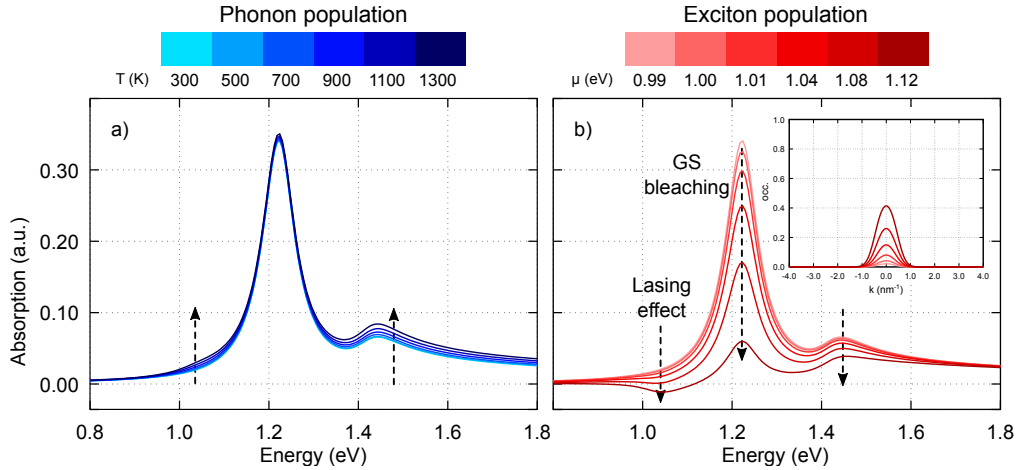 Phonon population
Exciton population
T (K) 300 500 700 900 1100 1300
μ (eV) 0.99 1.00 1.01 1.04 1.08 1.12
a)
b)
Absorption (a.u.)
0.30
0.20
0.10
0.00
0.8 1.0 1.2 1.4 1.6 1.8
Energy (eV)
GS
bleaching
Lasing
effect
occ.
1.0
0.8
0.6
0.4
0.2
0.0
-4.0 -3.0 -2.0 -1.0 0.0 1.0 2.0 3.0 4.0
k (nm⁻¹)
1.0 1.2 1.4 1.6 1.8
Energy (eV)